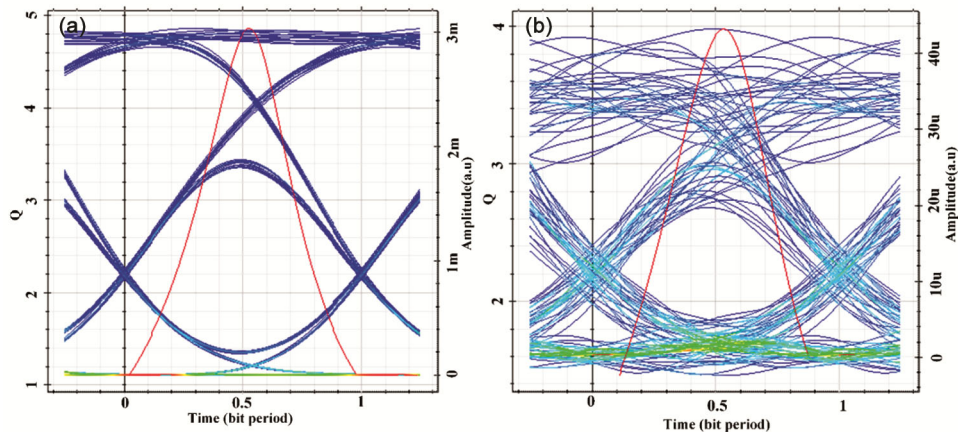 (a)
5
4
3
2
1
Q
3m
2m
1m
0
Amplitude(a.u)
0
0.5
1
Time (bit period)
(b)
4
3
2
Q
40u
30u
20u
10u
0
Amplitude(a.u)
0
0.5
1
Time (bit period)